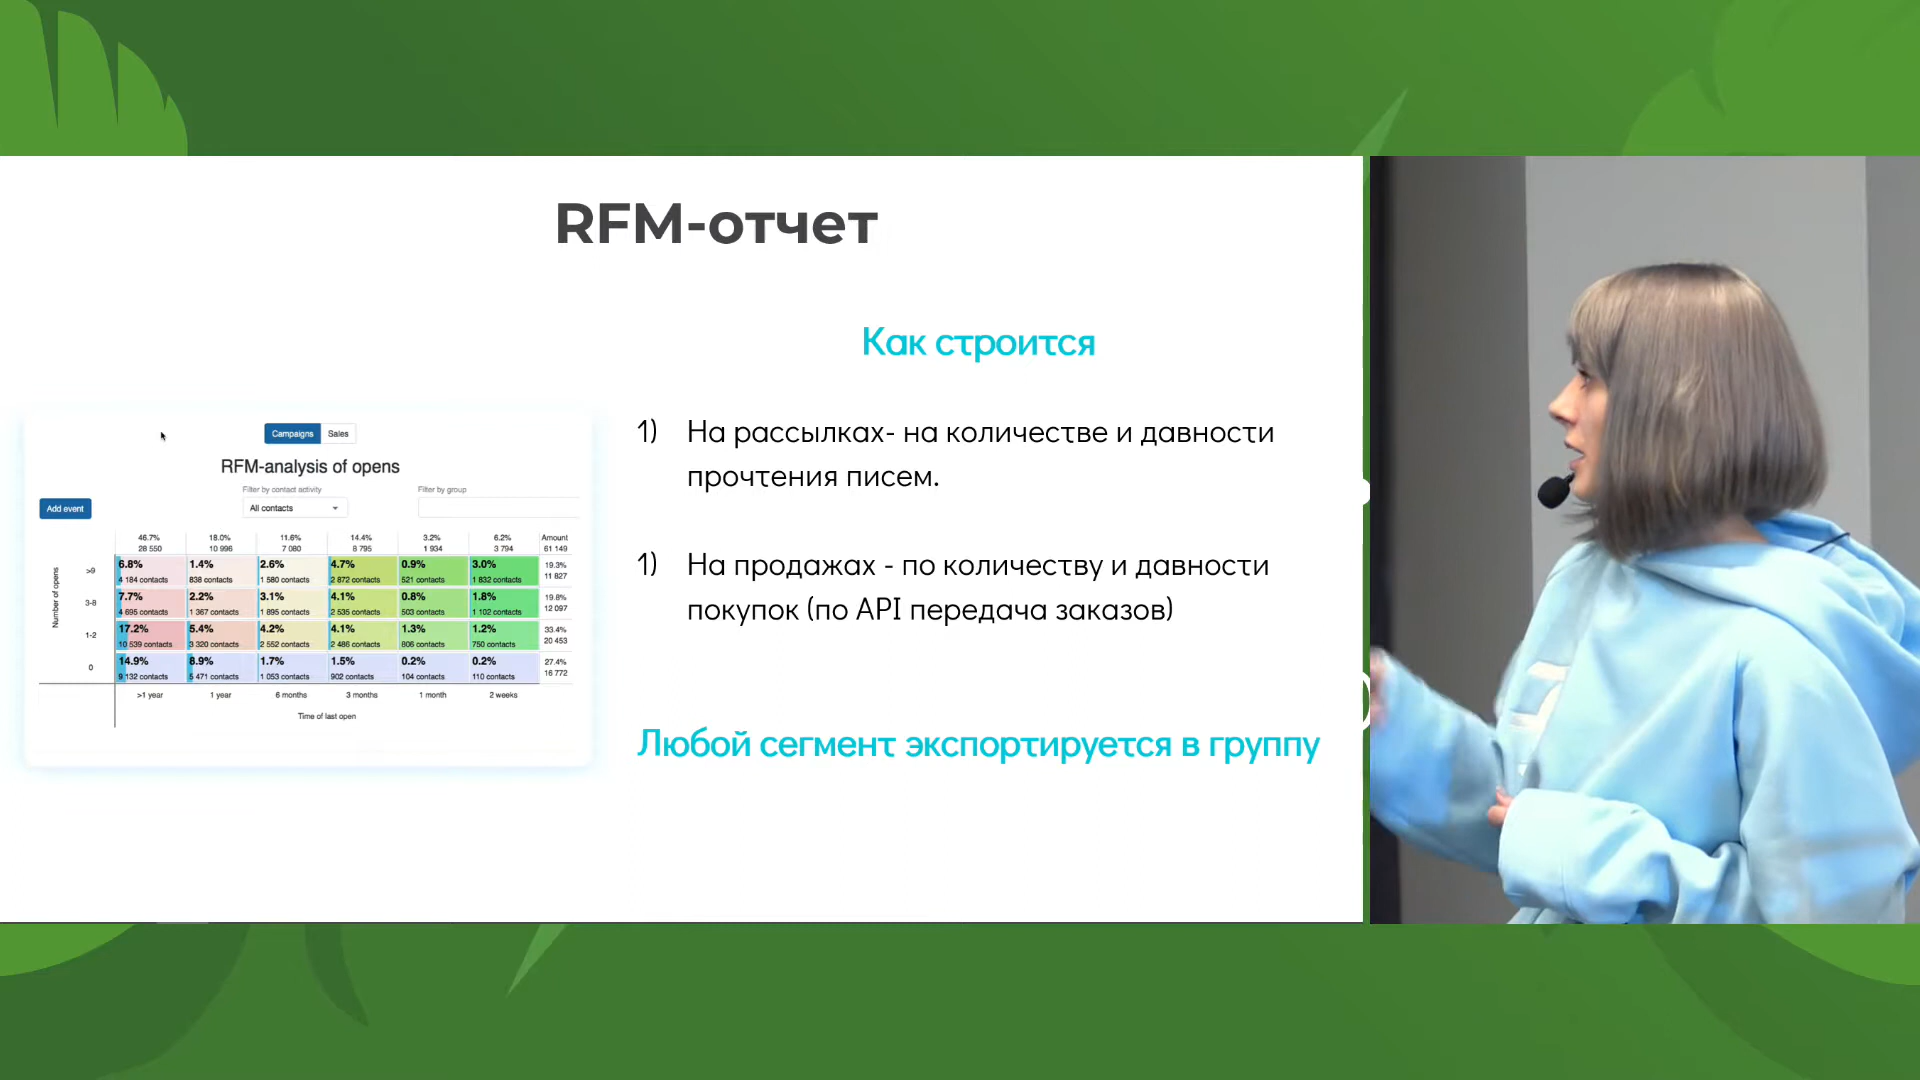 RFM-отчет
Как строится
1) На рассылках- на количестве и давности
прочтения писем.
1) На продажах - по количеству и давности
покупок (по API передача заказов)
Любой сегмент экспортируется в группу
Campaigns Sales
RFM-analysis of opens
Filter by contact activity Filter by group
Add event All contacts
46.7% 18.0% 11.6% 14.4% 3.2% 6.2% Amount
28 550 10 996 7 080 8 795 1 934 3 794 61 149
Number of opens
>9 6.8% 1.4% 2.6% 4.7% 0.9% 3.0% 19.3%
4 184 contacts 838 contacts 1 580 contacts 2 872 contacts 521 contacts 1 832 contacts 11 827
3-8 7.7% 2.2% 3.1% 4.1% 0.8% 1.8% 19.8%
4 695 contacts 1 367 contacts 1 895 contacts 2 535 contacts 503 contacts 1 102 contacts 12 097
1-2 17.2% 5.4% 4.2% 4.1% 1.3% 1.2% 33.4%
10 539 contacts 3 320 contacts 2 552 contacts 2 486 contacts 806 contacts 750 contacts 20 453
0 14.9% 8.9% 1.7% 1.5% 0.2% 0.2% 27.4%
9 132 contacts 5 471 contacts 1 053 contacts 902 contacts 104 contacts 110 contacts 16 772
>1 year 1 year 6 months 3 months 1 month 2 weeks
Time of last open